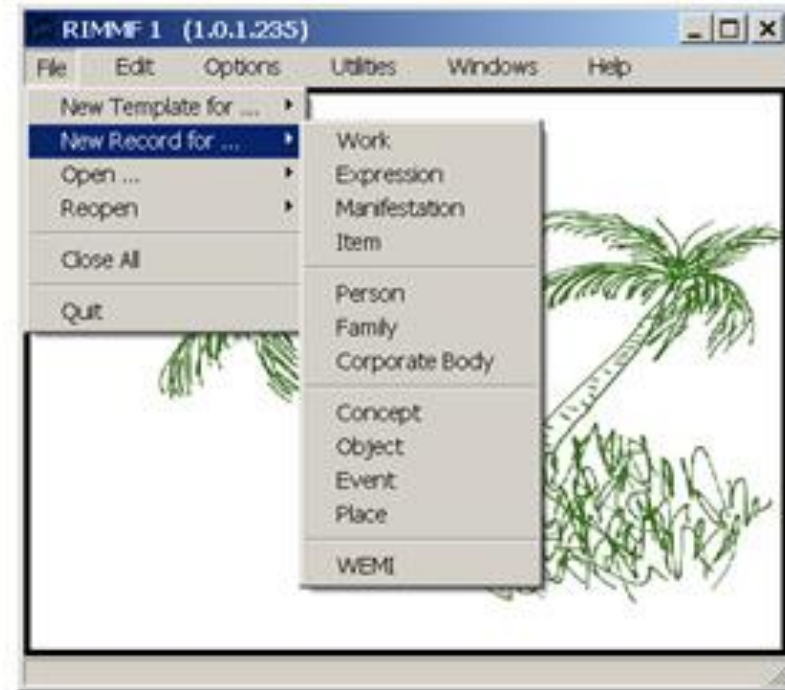 RIMMF 1 (1.0.1.235)
File Edit Options Utilities Windows Help
New Template for ...
New Record for ...
Open ...
Reopen
Close All
Quit
Work
Expression
Manifestation
Item
Person
Family
Corporate Body
Concept
Object
Event
Place
WEMI